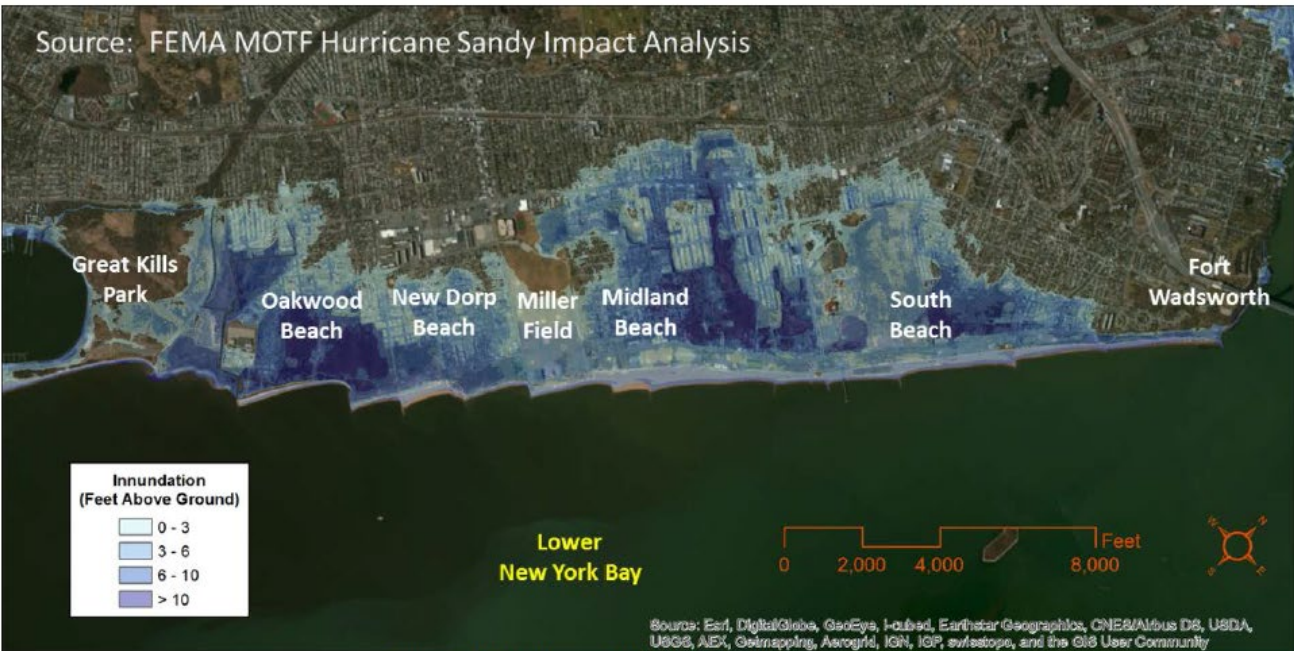 Source: FEMA MOTF Hurricane Sandy Impact Analysis
Great Kills
Park
Oakwood
Beach
New Dorp
Beach
Miller
Field
Midland
Beach
South
Beach
Fort
Wadsworth
Innundation
(Feet Above Ground)
0 - 3
3 - 6
6 - 10
> 10
Lower
New York Bay
Feet
0 2,000 4,000 8,000
Source: Esri, DigitalGlobe, GeoEye, i-cubed, Earthstar Geographics, CNES/Airbus DS, USDA,
USGS, AEX, Getmapping, Aerogrid, IGN, IGP, swisstopo, and the GIS User Community